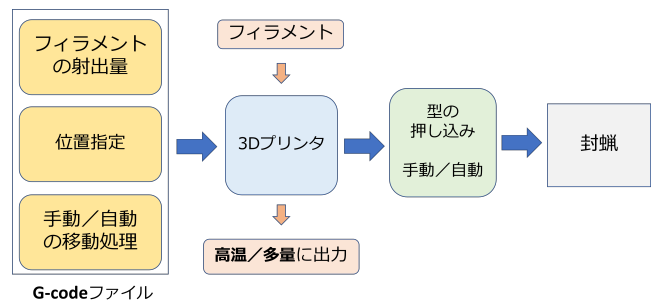 フィラメント
の射出量
位置指定
手動／自動
の移動処理
G-codeファイル
フィラメント
3Dプリンタ
高温／多量に出力
型の
押し込み
手動／自動
封蝋